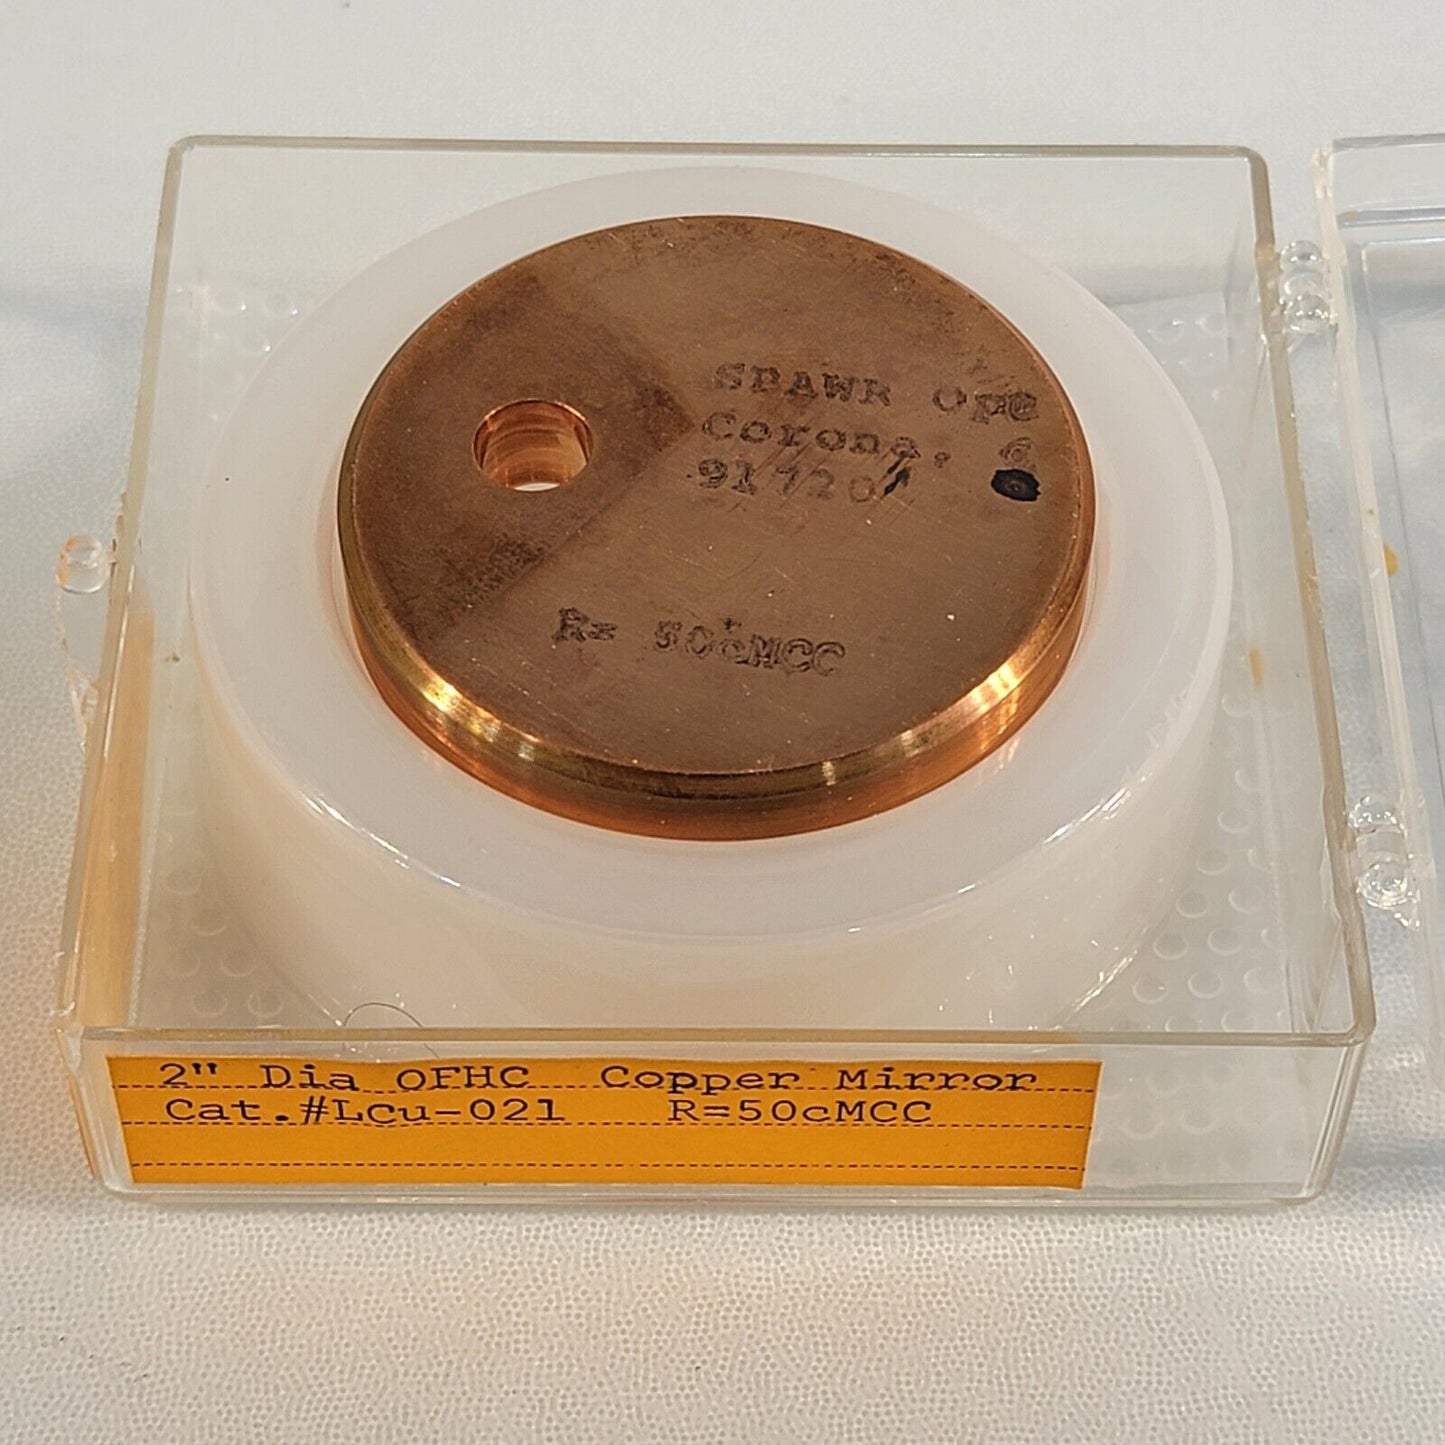 SPAWR Opt
Corona, C
91720
R= 50cMCC
2" Dia OFHC Copper Mirror
Cat.#LCu-021 R=50cMCC